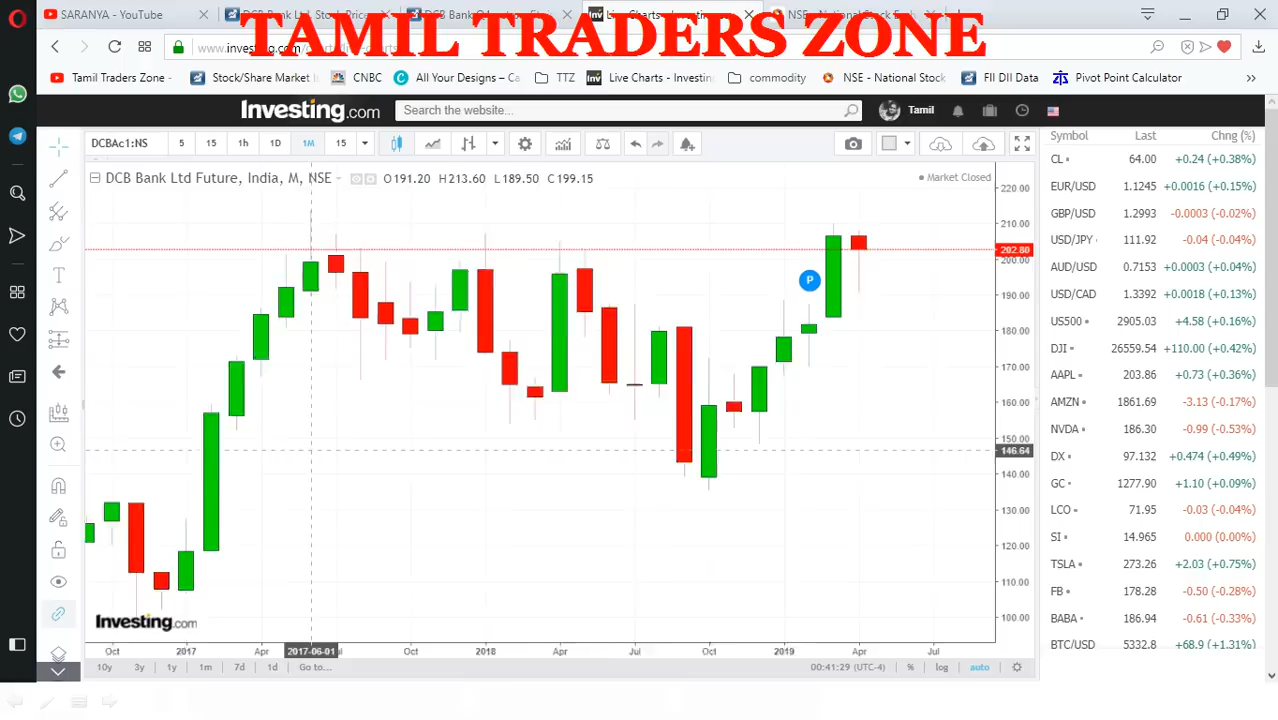 SARANYA - YouTube
TAMIL TRADERS ZONE
Tamil Traders Zone -
Stock/Share Market
CNBC
All Your Designs – Ca
TTZ
Live Charts - Investing
commodity
NSE - National Stock
FII DII Data
Pivot Point Calculator
»
Investing.com
Search the website...
Tamil
DCBAc1:NS 5 15 1h 1D 1M 15
Symbol Last Chng (%)
DCB Bank Ltd Future, India, M, NSE O191.20 H213.60 L189.50 C199.15
Market Closed
CL 64.00 +0.24 (+0.38%)
EUR/USD 1.1245 +0.0016 (+0.15%)
GBP/USD 1.2993 -0.0003 (-0.02%)
USD/JPY 111.92 -0.04 (-0.04%)
AUD/USD 0.7153 +0.0003 (+0.04%)
USD/CAD 1.3392 +0.0018 (+0.13%)
US500 2905.03 +4.58 (+0.16%)
DJI 26559.54 +110.00 (+0.42%)
AAPL 203.86 +0.73 (+0.36%)
AMZN 1861.69 -3.13 (-0.17%)
NVDA 186.30 -0.99 (-0.53%)
DX 97.132 +0.474 (+0.49%)
GC 1277.90 +1.10 (+0.09%)
LCO 71.95 -0.03 (-0.04%)
SI 14.965 0.000 (0.00%)
TSLA 273.26 +2.03 (+0.75%)
FB 178.28 -0.50 (-0.28%)
BABA 186.94 -0.61 (-0.33%)
BTC/USD 5332.8 +68.9 (+1.31%)
220.00
210.00
202.80
200.00
190.00
180.00
170.00
160.00
150.00
146.64
140.00
130.00
120.00
110.00
100.00
P
Investing.com
Oct 2017 Apr 2017-06-01 Oct 2018 Apr Jul Oct 2019 Apr Jul
10y 3y 1y 1m 7d 1d Go to... 00:41:29 (UTC-4) % log auto